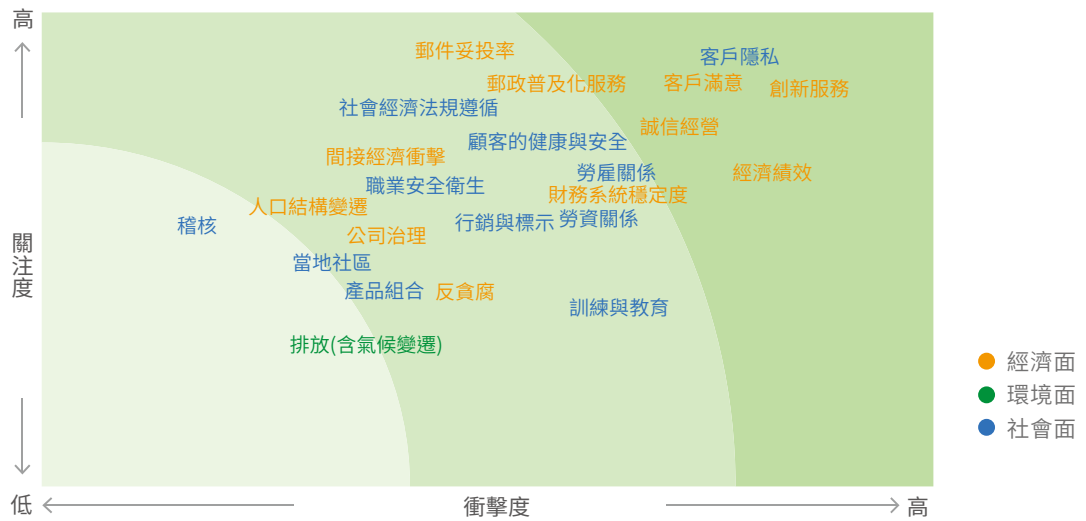 高
郵件妥投率
客戶隱私
郵政普及化服務
客戶滿意
創新服務
社會經濟法規遵循
誠信經營
顧客的健康與安全
間接經濟衝擊
勞雇關係
經濟績效
職業安全衛生
財務系統穩定度
人口結構變遷
稽核
行銷與標示
勞資關係
公司治理
關注度
當地社區
產品組合
反貪腐
訓練與教育
排放(含氣候變遷)
經濟面
環境面
社會面
低
衝擊度
高